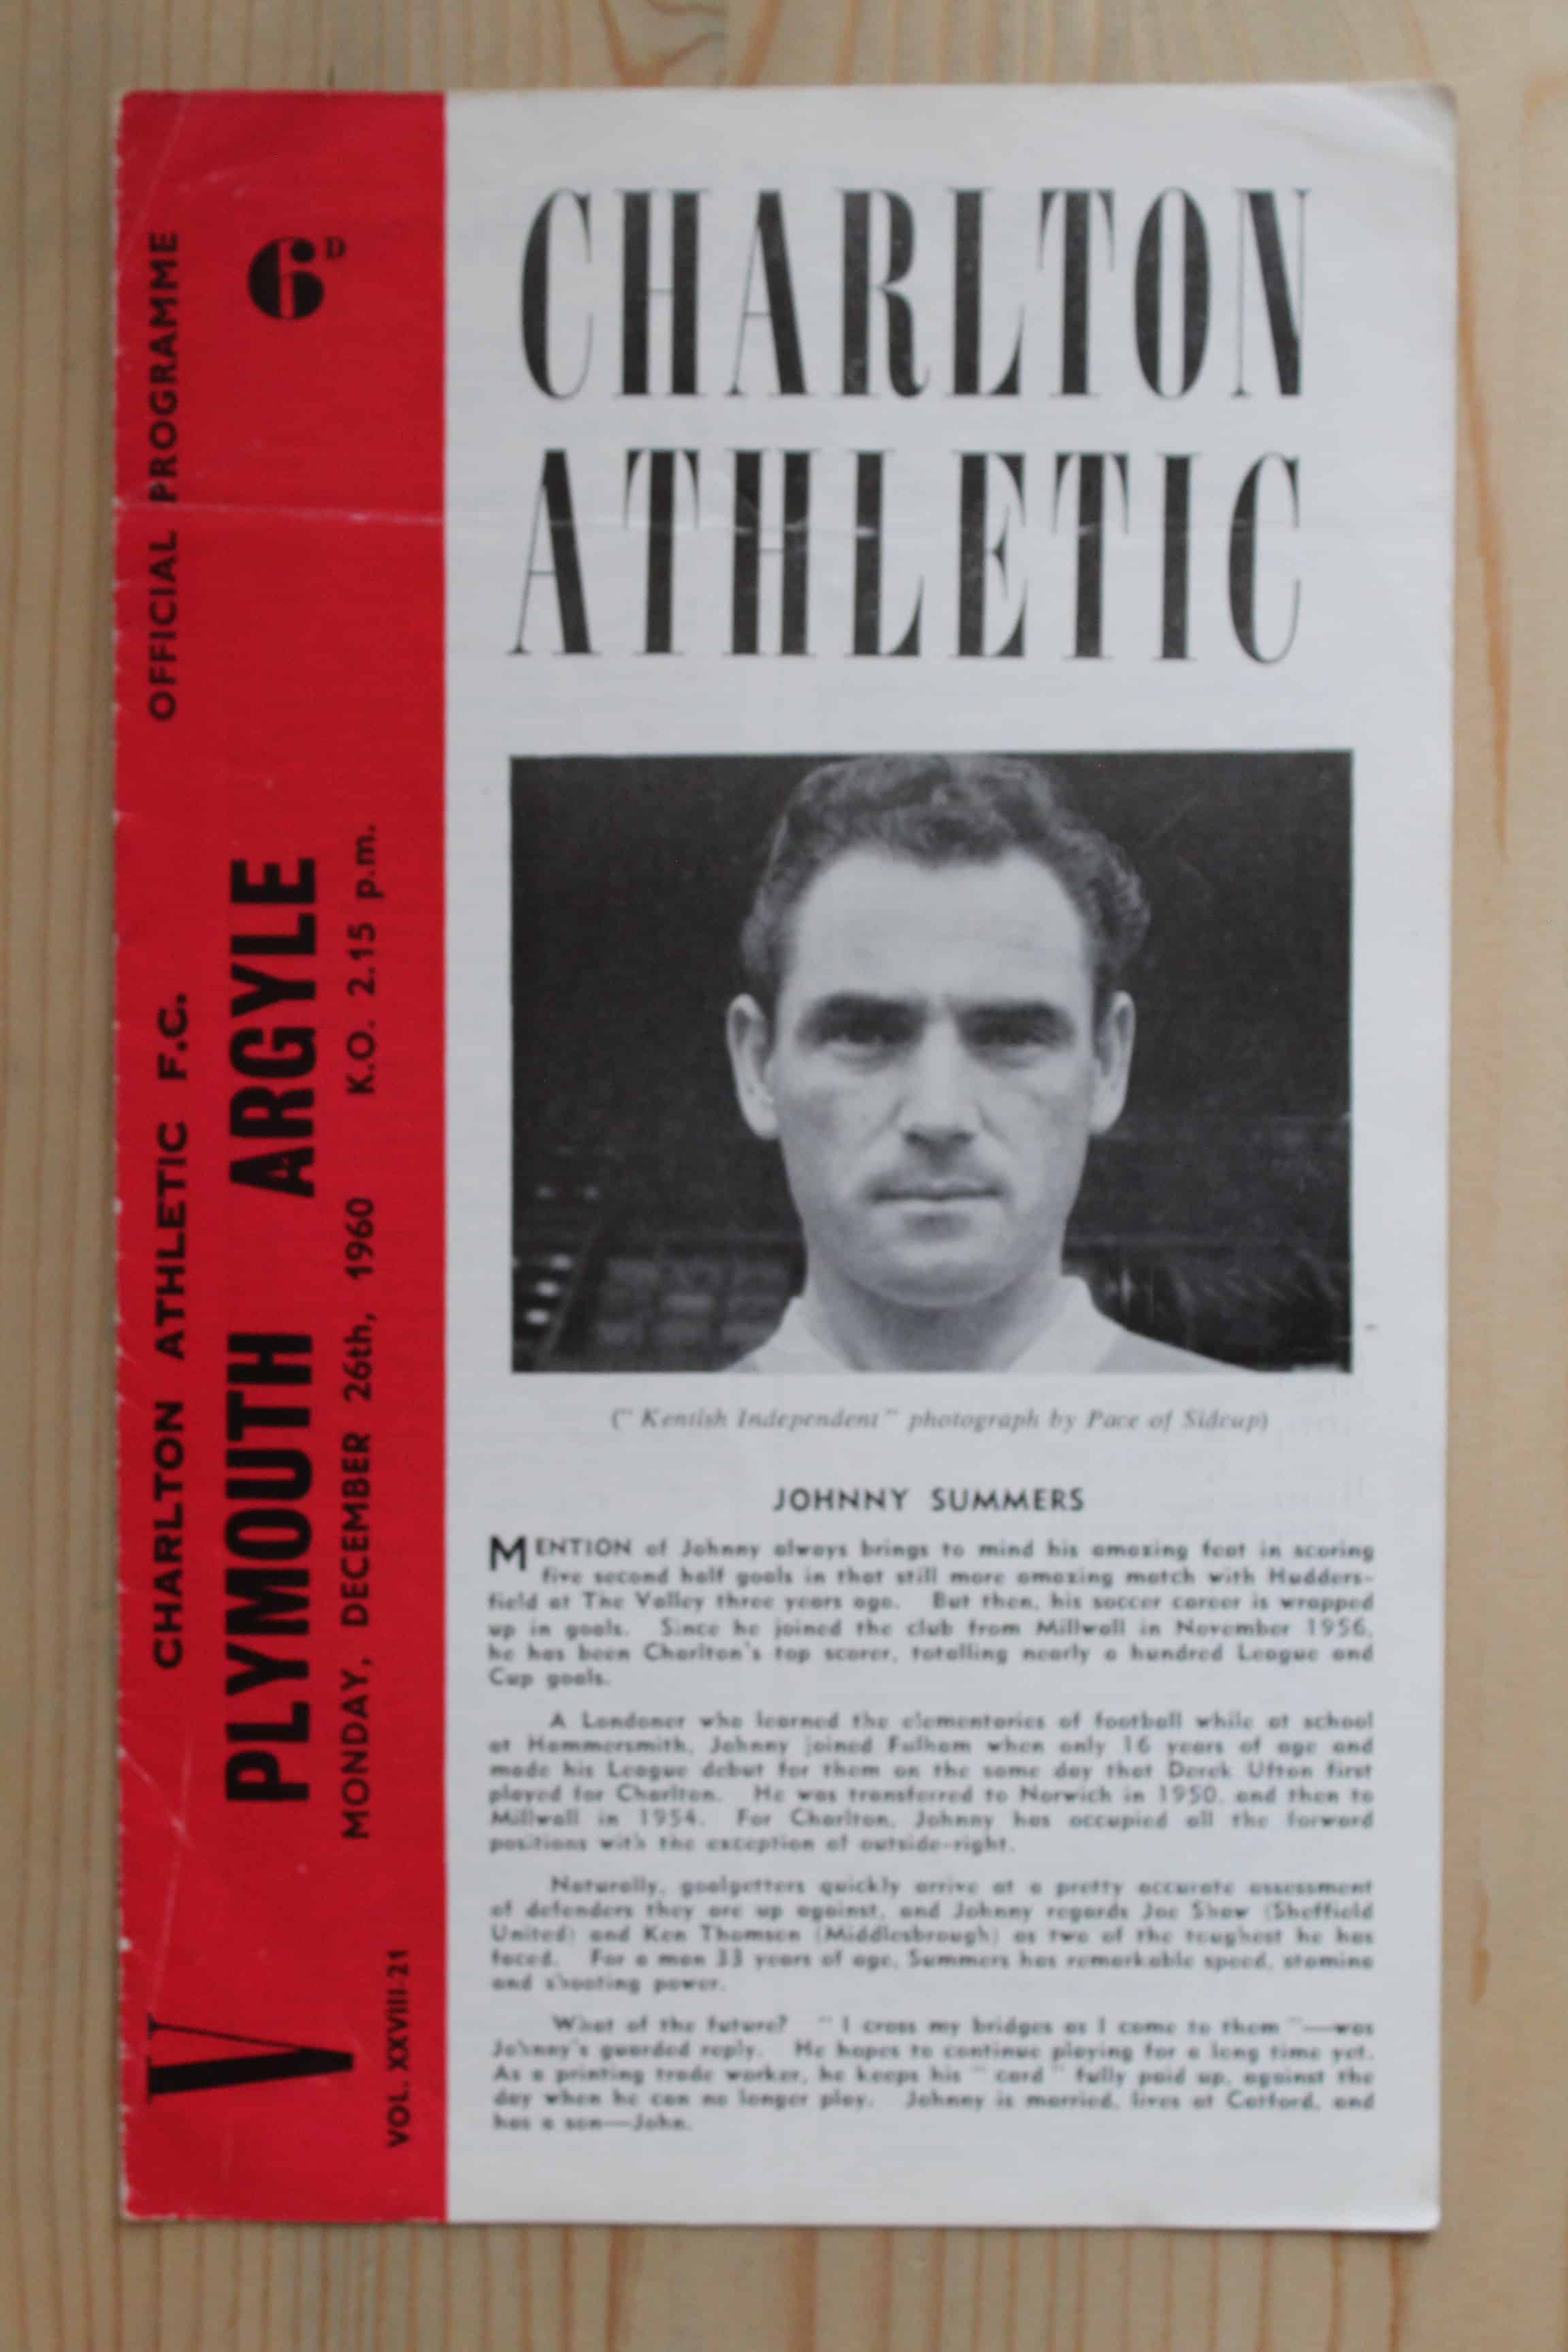 OFFICIAL PROGRAMME
6D
CHARLTON ATHLETIC F.C.
V
PLYMOUTH ARGYLE
MONDAY, DECEMBER 26th, 1960 K.O. 2.15 p.m.
VOL. XXVIII-21
CHARLTON
ATHLETIC
(" Kentish Independent " photograph by Pace of Sidcup)
JOHNNY SUMMERS
MENTION of Johnny always brings to mind his amazing feat in scoring
five second half goals in that still more amazing match with Hudders-
field at The Valley three years ago. But then, his soccer career is wrapped
up in goals. Since he joined the club from Millwall in November 1956,
he has been Charlton's top scorer, totalling nearly a hundred League and
Cup goals.
A Londoner who learned the elementaries of football while at school
at Hammersmith, Johnny joined Fulham when only 16 years of age and
made his League debut for them on the same day that Derek Ufton first
played for Charlton. He was transferred to Norwich in 1950, and then to
Millwall in 1954. For Charlton, Johnny has occupied all the forward
positions with the exception of outside-right.
Naturally, goalgetters quickly arrive at a pretty accurate assessment
of defenders they are up against, and Johnny regards Joe Shaw (Sheffield
United) and Ken Thomson (Middlesbrough) as two of the toughest he has
faced. For a man 33 years of age, Summers has remarkable speed, stamina
and shooting power.
What of the future? " I cross my bridges as I come to them "—was
Johnny's guarded reply. He hopes to continue playing for a long time yet.
As a printing trade worker, he keeps his " card " fully paid up, against the
day when he can no longer play. Johnny is married, lives at Catford, and
has a son—John.